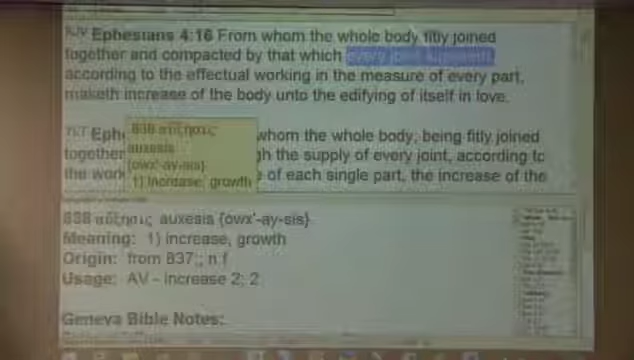 KJV Ephesians 4:16 From whom the whole body fitly joined
together and compacted by that which every joint supplieth
according to the effectual working in the measure of every part,
maketh increase of the body unto the edifying of itself in love.
whom the whole body, being fitly joined
together
the supply of every joint, according to
the
of each single part, the increase of the
838 αὔξησις
auxesis
{owx'-ay-sis}
1) increase, growth
838 αὔξησις auxesis {owx'-ay-sis}
Meaning: 1) increase, growth
Origin: from 837;; n f
Usage: AV - increase 2; 2
Geneva Bible Notes: